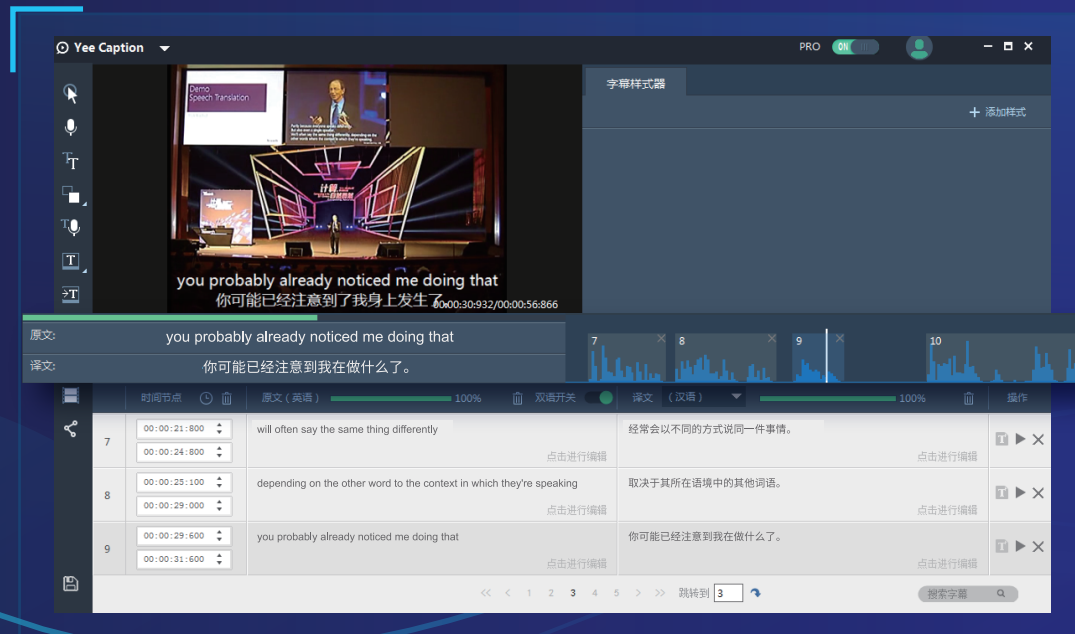 Yee Caption
PRO ON
字幕样式器
+ 添加样式
Demo
Speech Translation
计算
you probably already noticed me doing that
你可能已经注意到了我身上发生了
00:00:30:932/00:00:56:866
原文: you probably already noticed me doing that
译文: 你可能已经注意到我在做什么了。
7 8 9 10
时间节点 原文 ( 英语 ) 100% 双语开关 译文 ( 汉语 ) 100% 操作
7 00:00:21:800 will often say the same thing differently 经常会以不同的方式说同一件事情。
00:00:24:800 点击进行编辑 点击进行编辑
8 00:00:25:100 depending on the other word to the context in which they're speaking 取决于其所在语境中的其他词语。
00:00:29:000 点击进行编辑 点击进行编辑
9 00:00:29:600 you probably already noticed me doing that 你可能已经注意到我在做什么了。
00:00:31:600 点击进行编辑 点击进行编辑
<< < 1 2 3 4 5 > >> 跳转到 3 搜索字幕